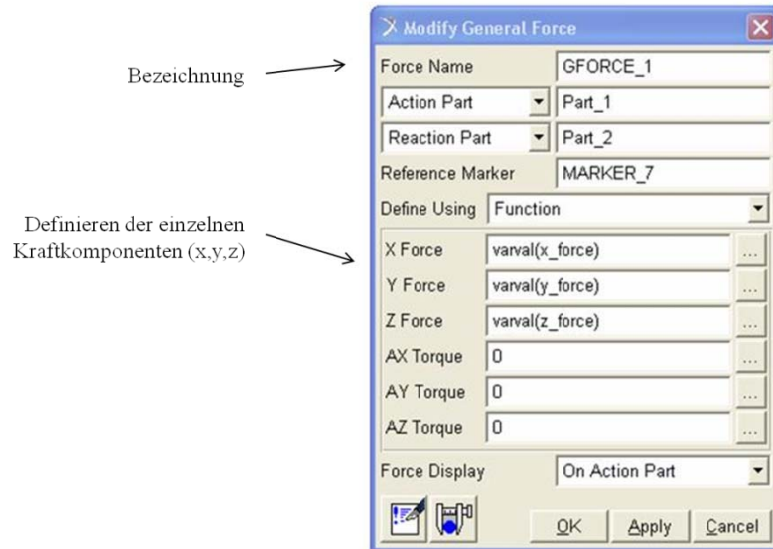 Modify General Force
Bezeichnung
Force Name GFORCE_1
Action Part Part_1
Reaction Part Part_2
Reference Marker MARKER_7
Define Using Function
Definieren der einzelnen
Kraftkomponenten (x,y,z)
X Force varval(x_force) ...
Y Force varval(y_force) ...
Z Force varval(z_force) ...
AX Torque 0 ...
AY Torque 0 ...
AZ Torque 0 ...
Force Display On Action Part
OK Apply Cancel